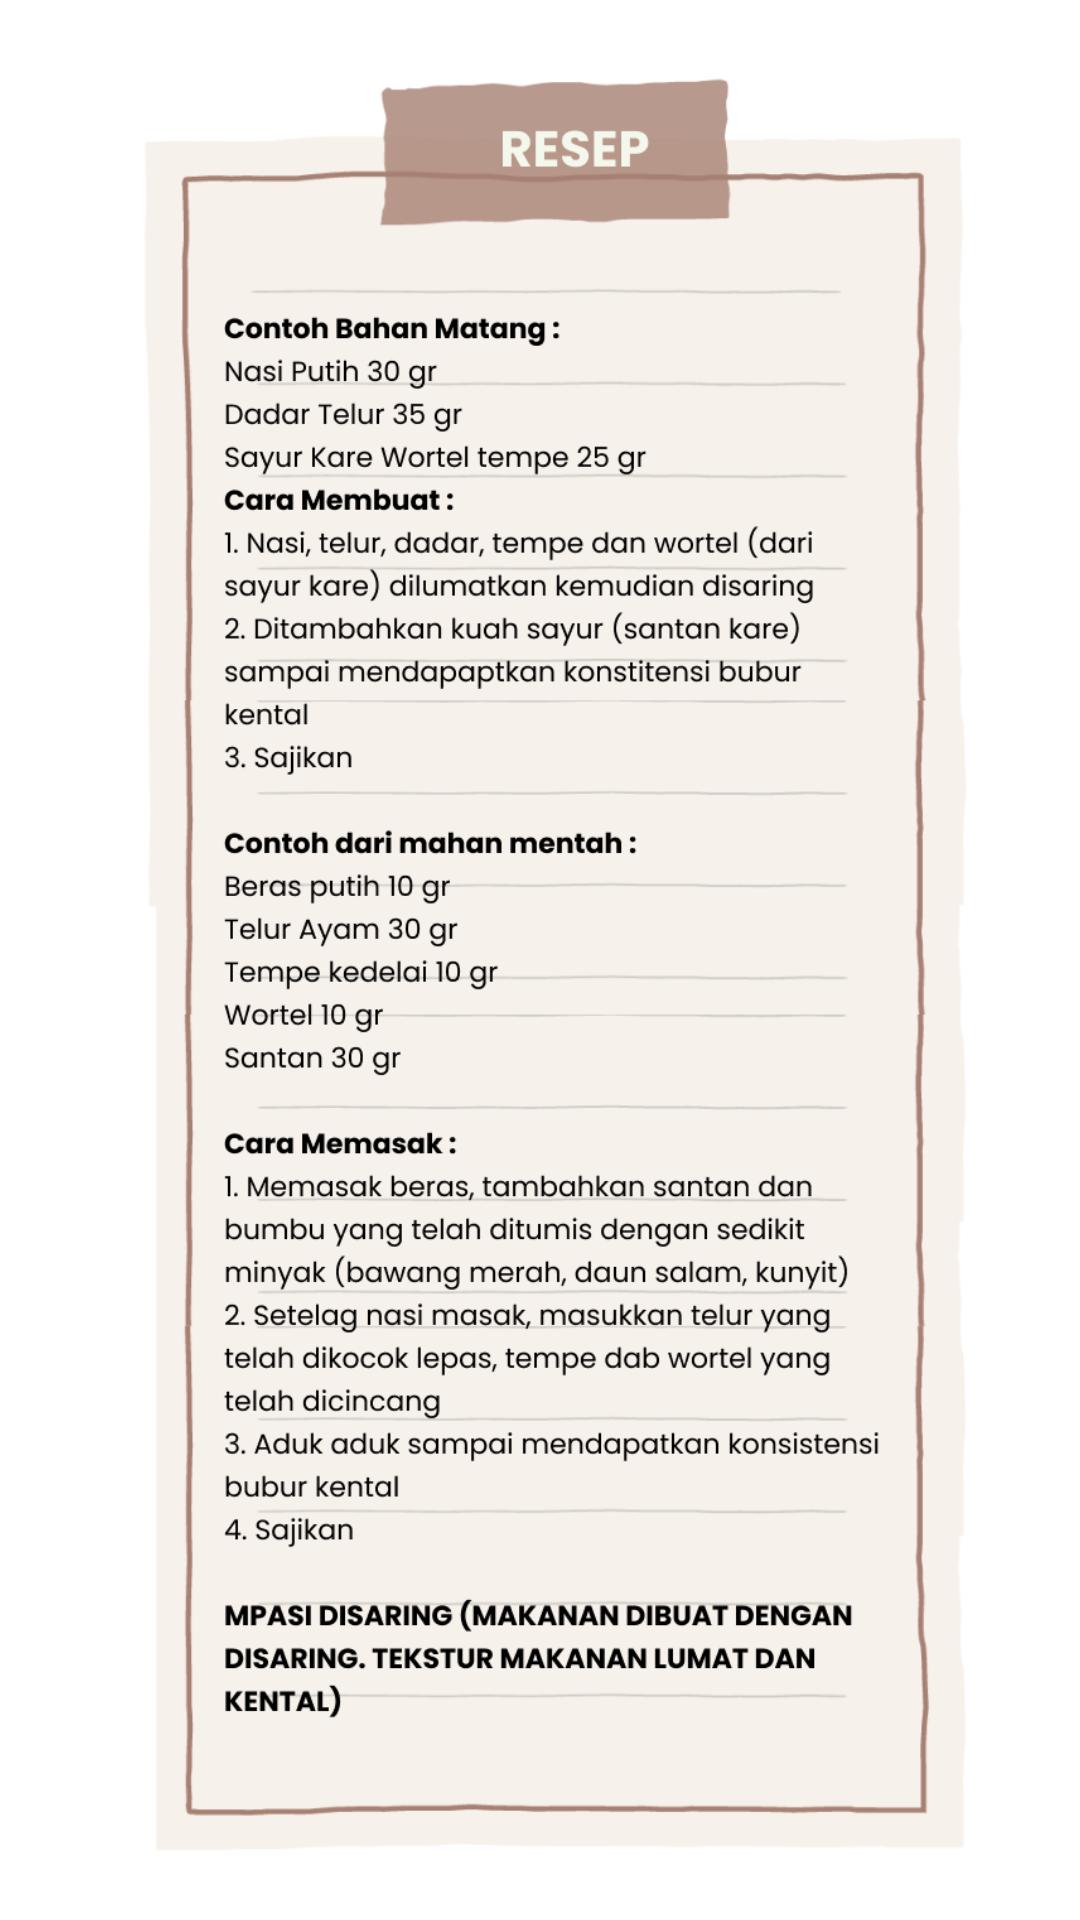 RESEP
Contoh Bahan Matang :
Nasi Putih 30 gr
Dadar Telur 35 gr
Sayur Kare Wortel tempe 25 gr
Cara Membuat :
1. Nasi, telur, dadar, tempe dan wortel (dari
sayur kare) dilumatkan kemudian disaring
2. Ditambahkan kuah sayur (santan kare)
sampai mendapaptkan konstitensi bubur
kental
3. Sajikan
Contoh dari mahan mentah :
Beras putih 10 gr
Telur Ayam 30 gr
Tempe kedelai 10 gr
Wortel 10 gr
Santan 30 gr
Cara Memasak :
1. Memasak beras, tambahkan santan dan
bumbu yang telah ditumis dengan sedikit
minyak (bawang merah, daun salam, kunyit)
2. Setelag nasi masak, masukkan telur yang
telah dikocok lepas, tempe dab wortel yang
telah dicincang
3. Aduk aduk sampai mendapatkan konsistensi
bubur kental
4. Sajikan
MPASI DISARING (MAKANAN DIBUAT DENGAN
DISARING. TEKSTUR MAKANAN LUMAT DAN
KENTAL)